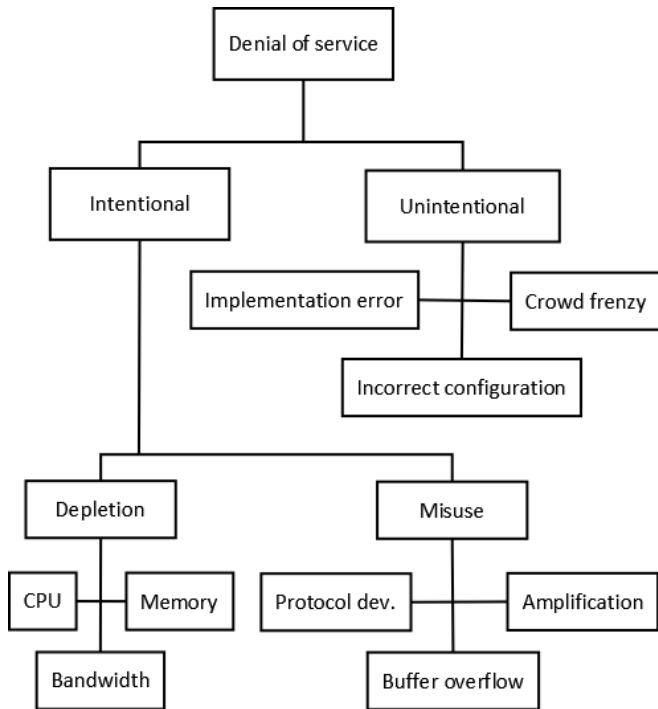 Denial of service
Intentional
Unintentional
Implementation error
Crowd frenzy
Incorrect configuration
Depletion
Misuse
CPU
Memory
Protocol dev.
Amplification
Bandwidth
Buffer overflow